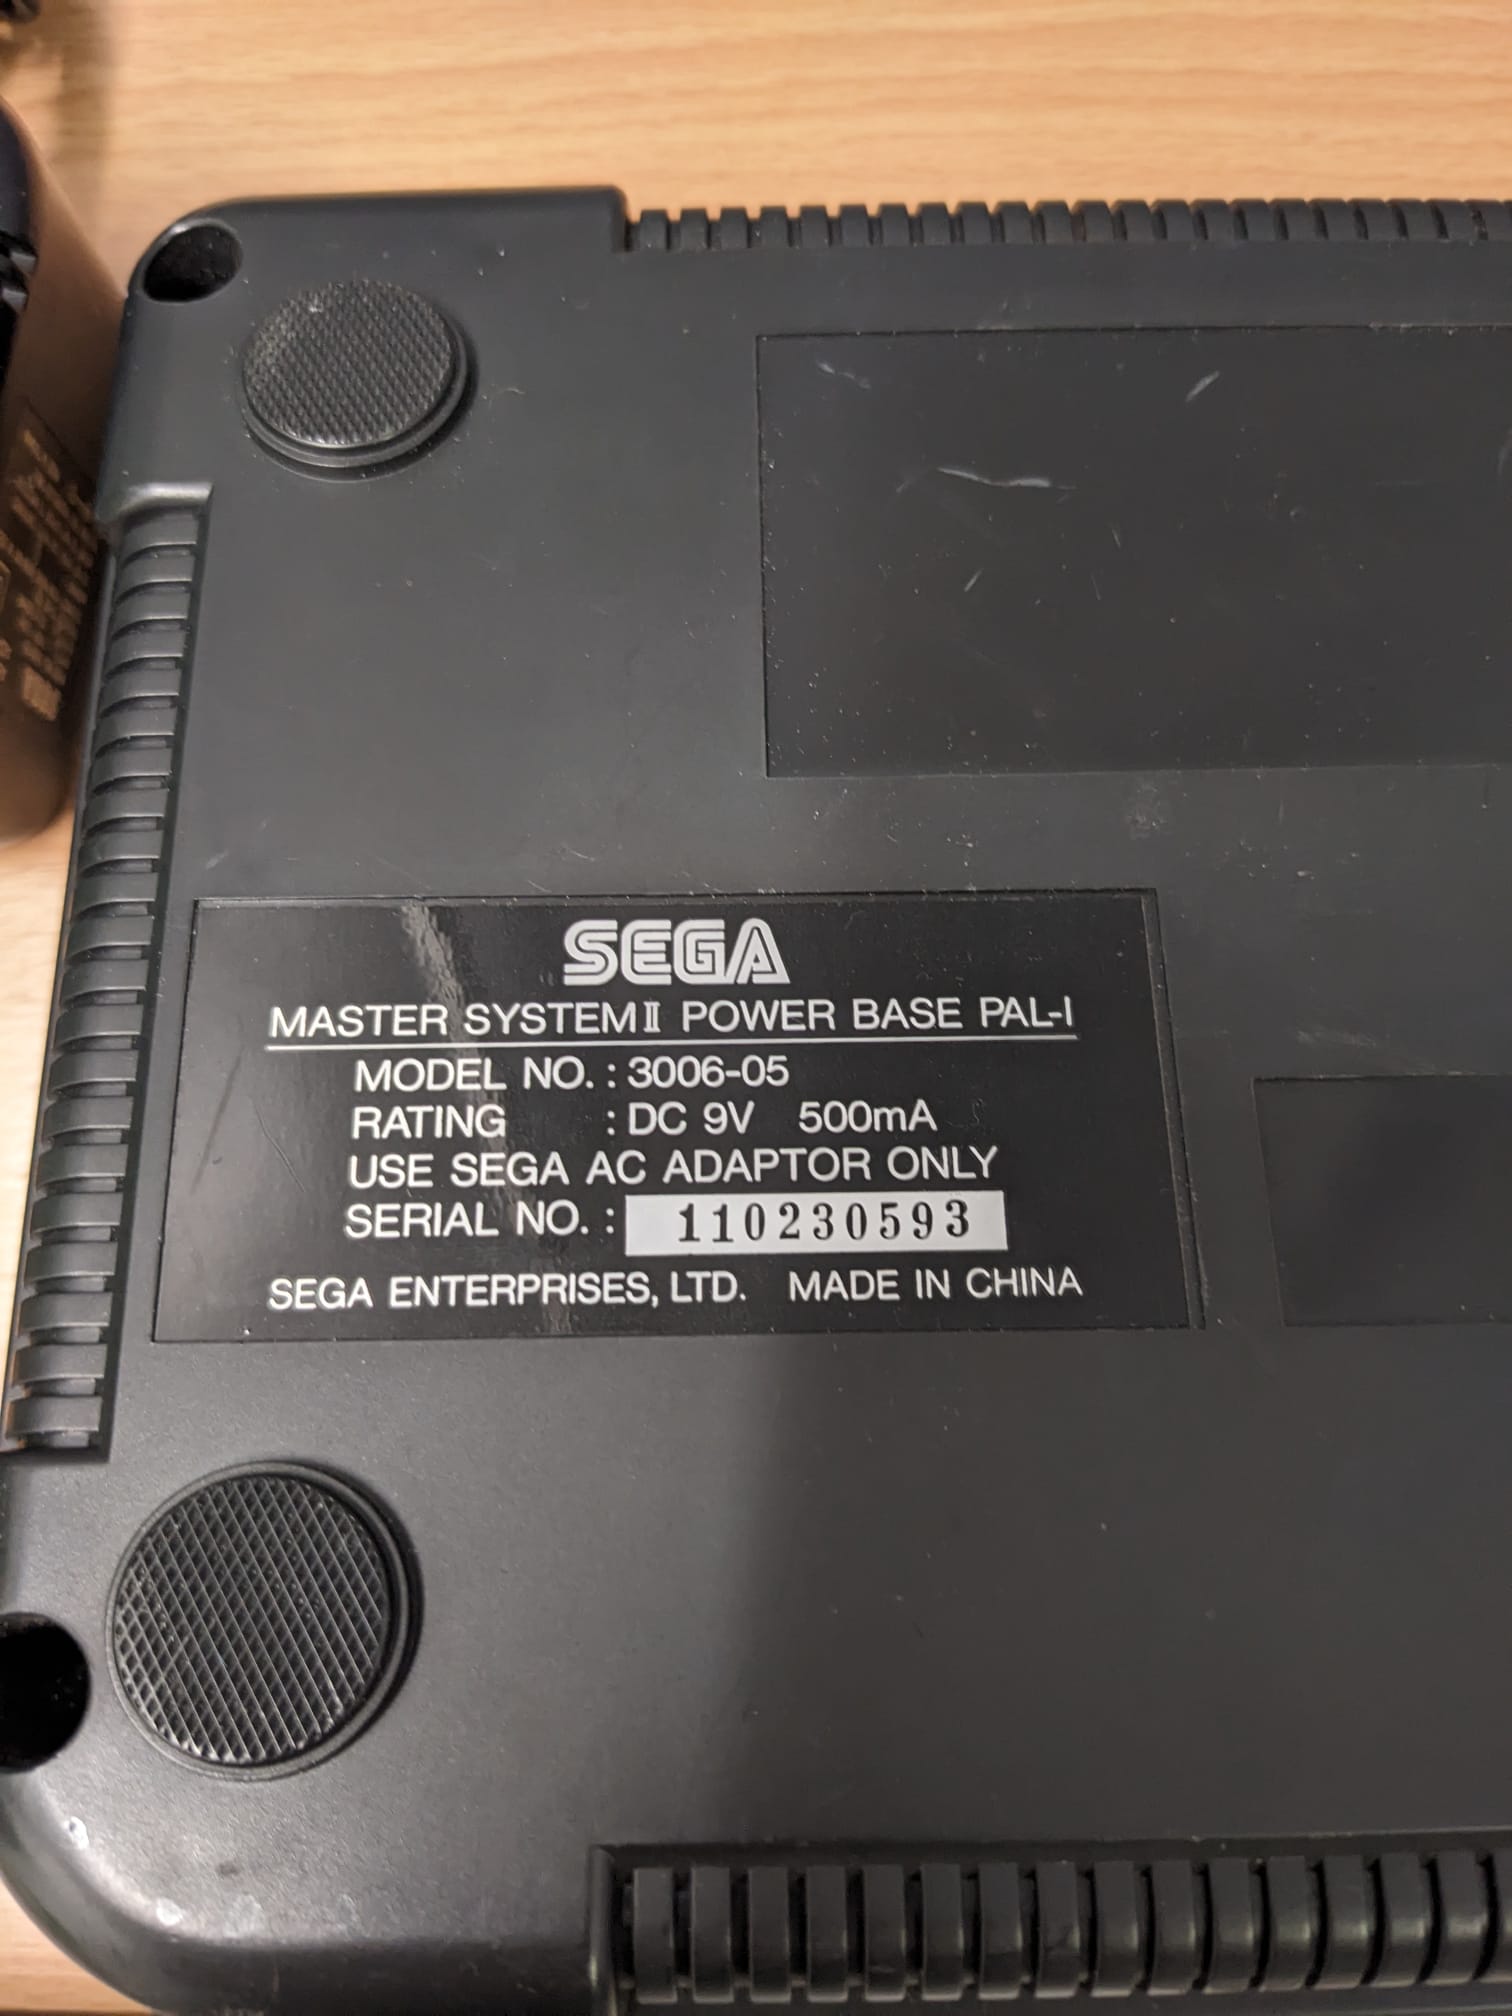 SEGA
MASTER SYSTEM II POWER BASE PAL-I
MODEL NO. : 3006-05
RATING : DC 9V 500mA
USE SEGA AC ADAPTOR ONLY
SERIAL NO. : 110230593
SEGA ENTERPRISES, LTD. MADE IN CHINA